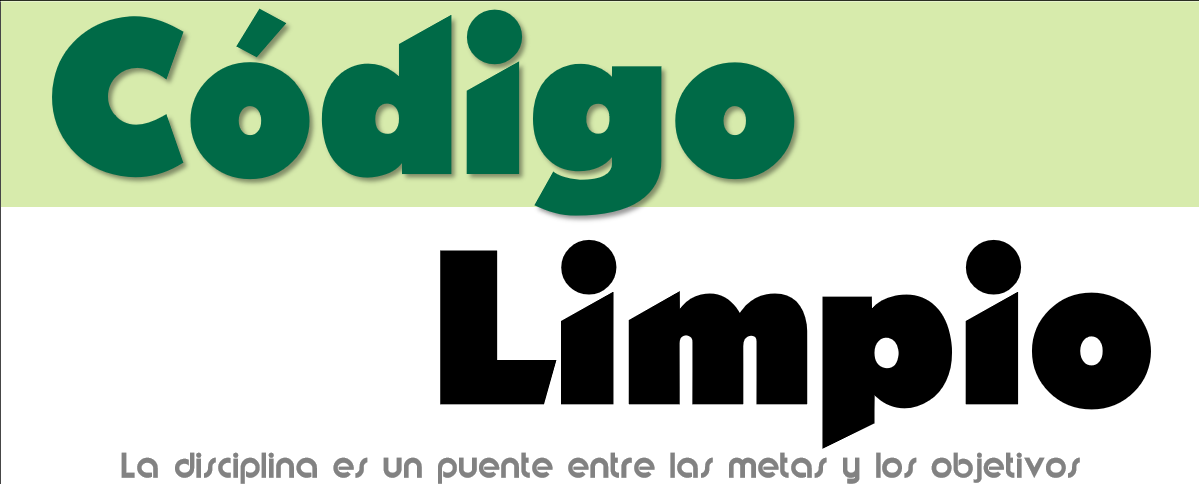 Código
Limpio
La disciplina es un puente entre las metas y los objetivos